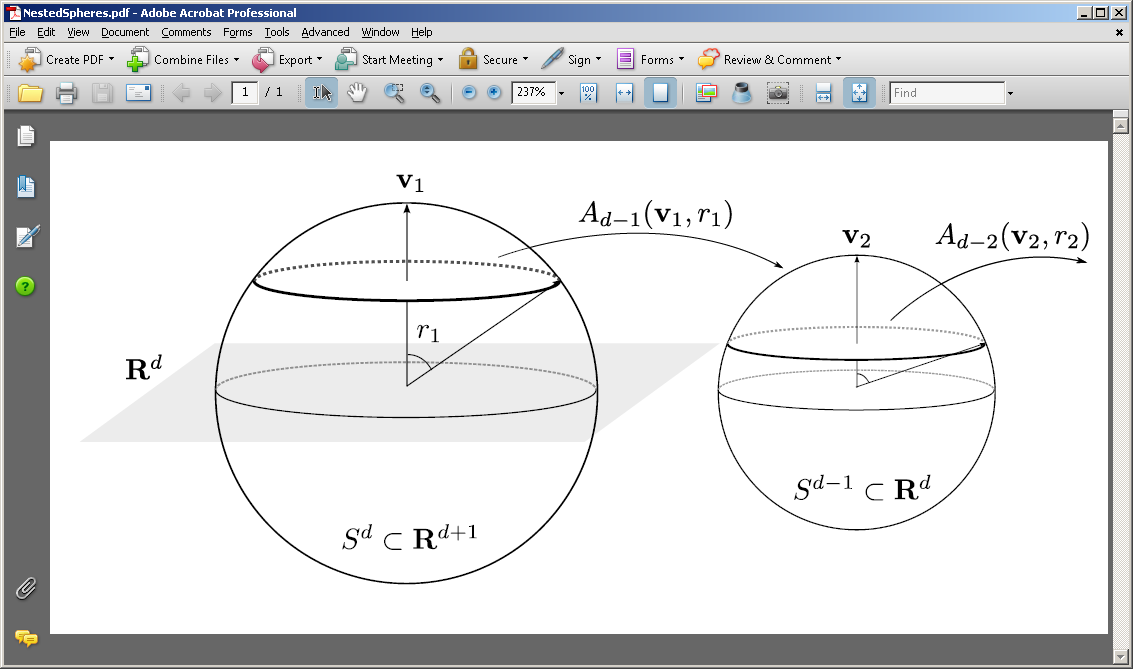 NestedSpheres.pdf - Adobe Acrobat Professional
File Edit View Document Comments Forms Tools Advanced Window Help
Create PDF Combine Files Export Start Meeting Secure Sign Forms Review & Comment
1 / 1 237% 100% Find
v₁
A_{d−1}(v₁, r₁)
v₂
A_{d−2}(v₂, r₂)
r₁
R^d
S^{d−1} ⊂ R^d
S^d ⊂ R^{d+1}